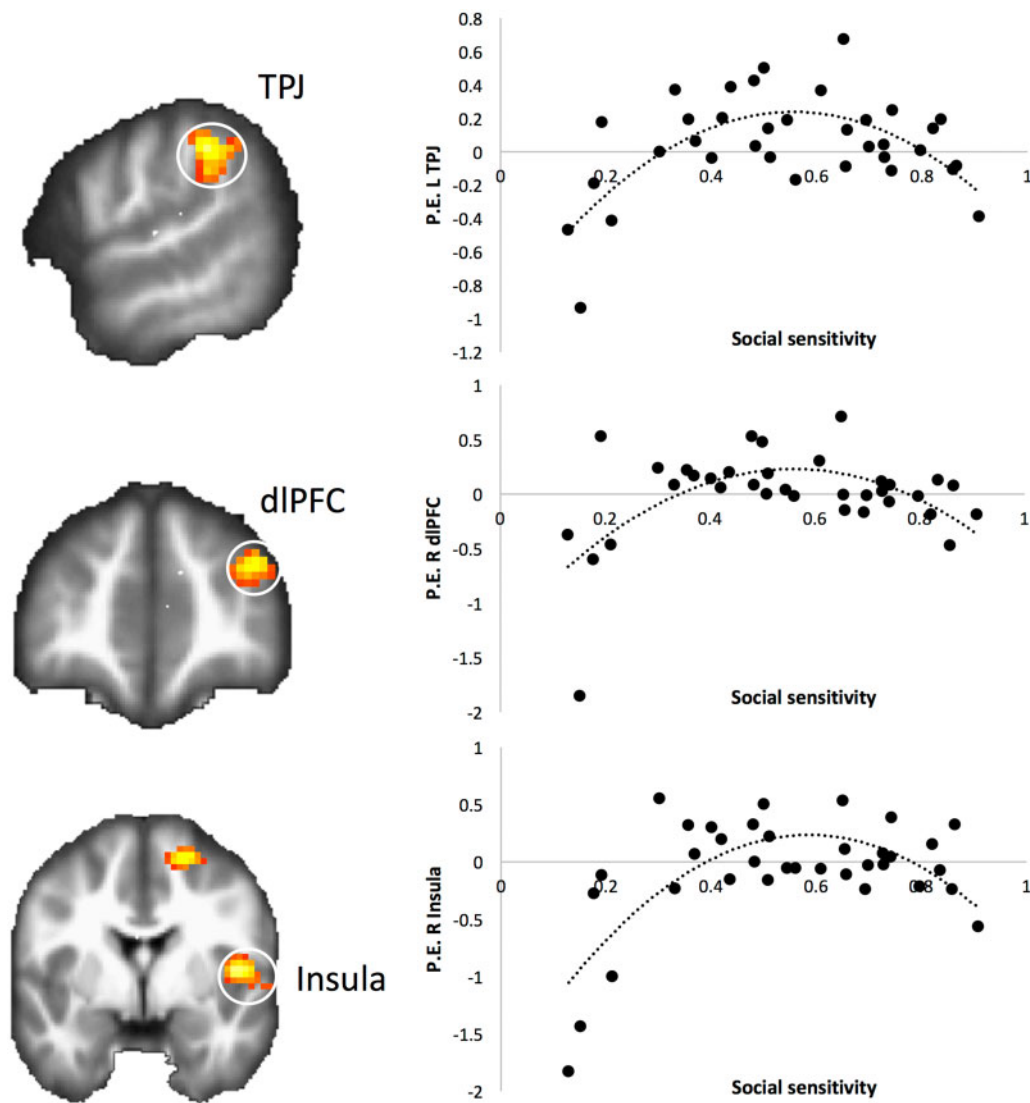 TPJ
0.8
0.6
0.4
0.2
0
-0.2
-0.4
-0.6
-0.8
-1
-1.2
0 0.2 0.4 0.6 0.8 1
P.E. L TPJ
Social sensitivity
dlPFC
1
0.5
0
-0.5
-1
-1.5
-2
0 0.2 0.4 0.6 0.8 1
P.E. R dlPFC
Social sensitivity
Insula
1
0.5
0
-0.5
-1
-1.5
-2
0 0.2 0.4 0.6 0.8 1
P.E. R Insula
Social sensitivity